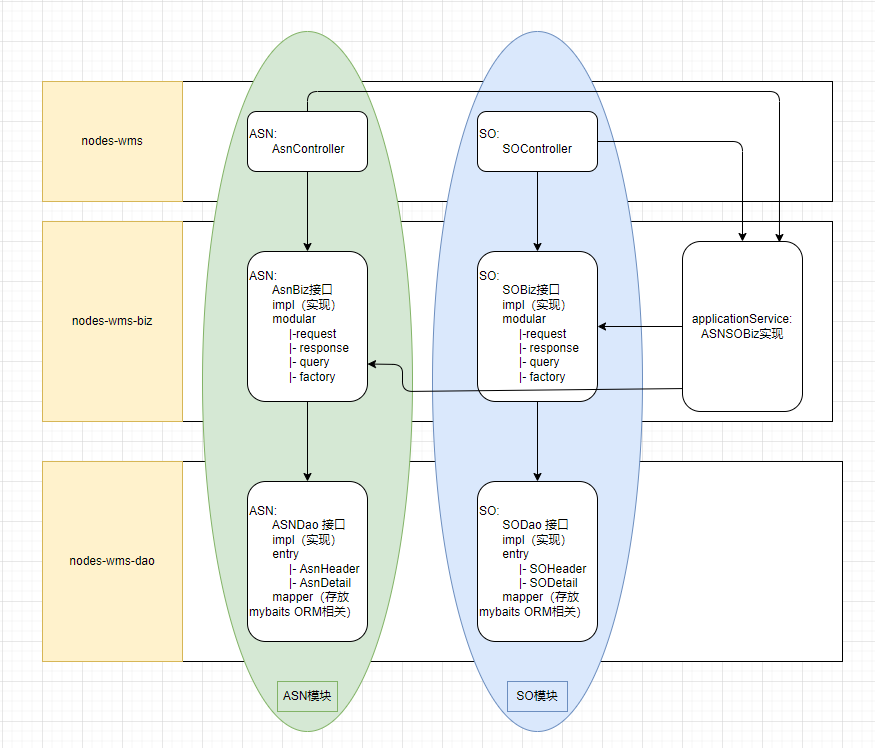 nodes-wms
ASN:
AsnController
SO:
SOController
nodes-wms-biz
ASN:
AsnBiz接口
impl（实现）
modular
|-request
|- response
|- query
|- factory
SO:
SOBiz接口
impl（实现）
modular
|-request
|- response
|- query
|- factory
applicationService:
ASNSOBiz实现
nodes-wms-dao
ASN:
ASNDao 接口
impl（实现）
entry
|- AsnHeader
|- AsnDetail
mapper（存放
mybaits ORM相关）
SO:
SODao 接口
impl（实现）
entry
|- SOHeader
|- SODetail
mapper（存放
mybaits ORM相关）
ASN模块
SO模块